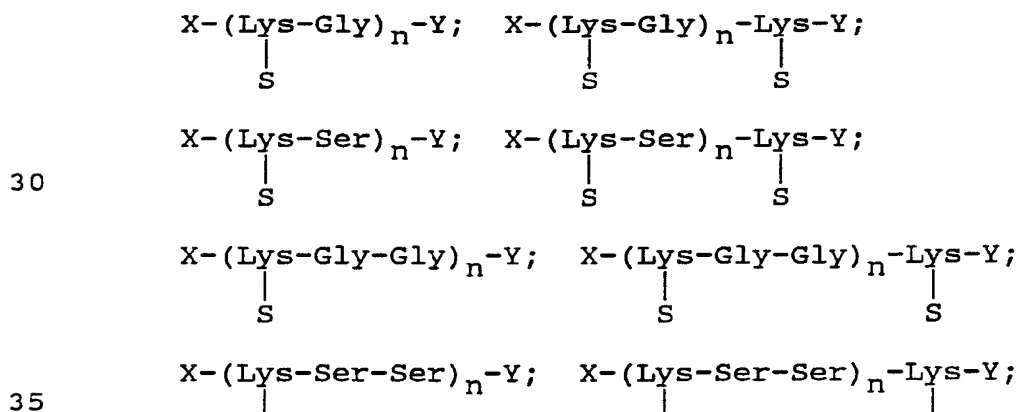 X-(Lys-Gly)n-Y; X-(Lys-Gly)n-Lys-Y;
S S S
X-(Lys-Ser)n-Y; X-(Lys-Ser)n-Lys-Y;
30
S S S
X-(Lys-Gly-Gly)n-Y; X-(Lys-Gly-Gly)n-Lys-Y;
S S S
35 X-(Lys-Ser-Ser)n-Y; X-(Lys-Ser-Ser)n-Lys-Y;